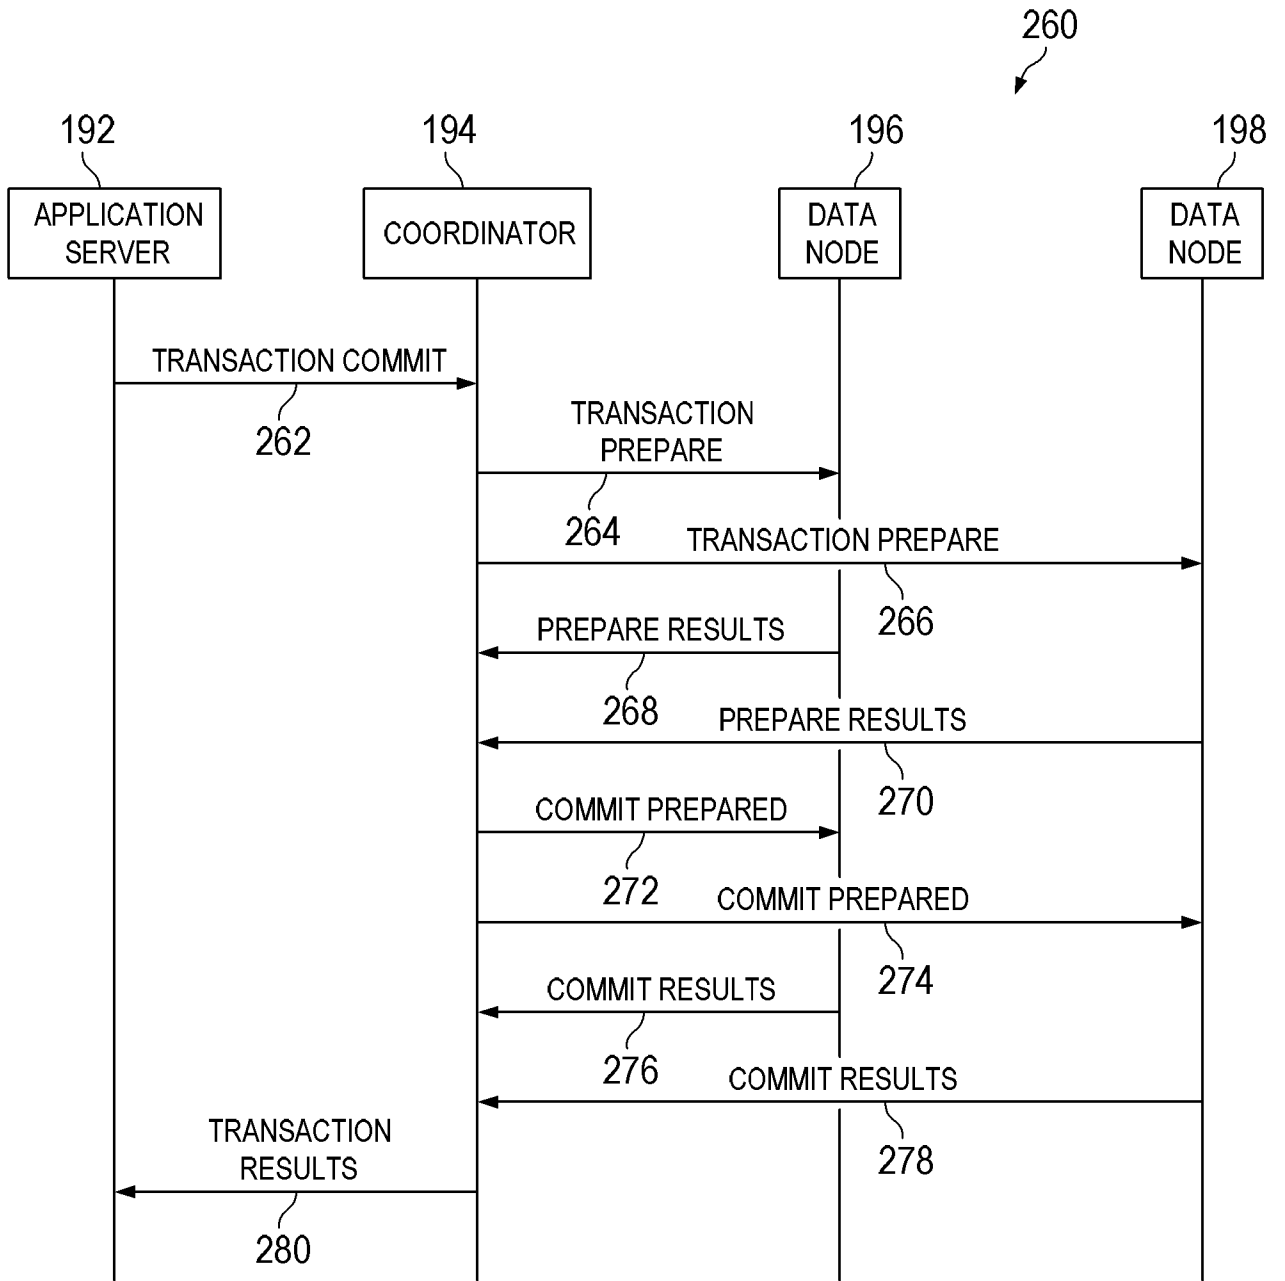 260
192
194
196
198
APPLICATION
SERVER
COORDINATOR
DATA
NODE
DATA
NODE
TRANSACTION COMMIT
262
TRANSACTION
PREPARE
264
TRANSACTION PREPARE
266
PREPARE RESULTS
268
PREPARE RESULTS
270
COMMIT PREPARED
272
COMMIT PREPARED
274
COMMIT RESULTS
276
COMMIT RESULTS
278
TRANSACTION
RESULTS
280